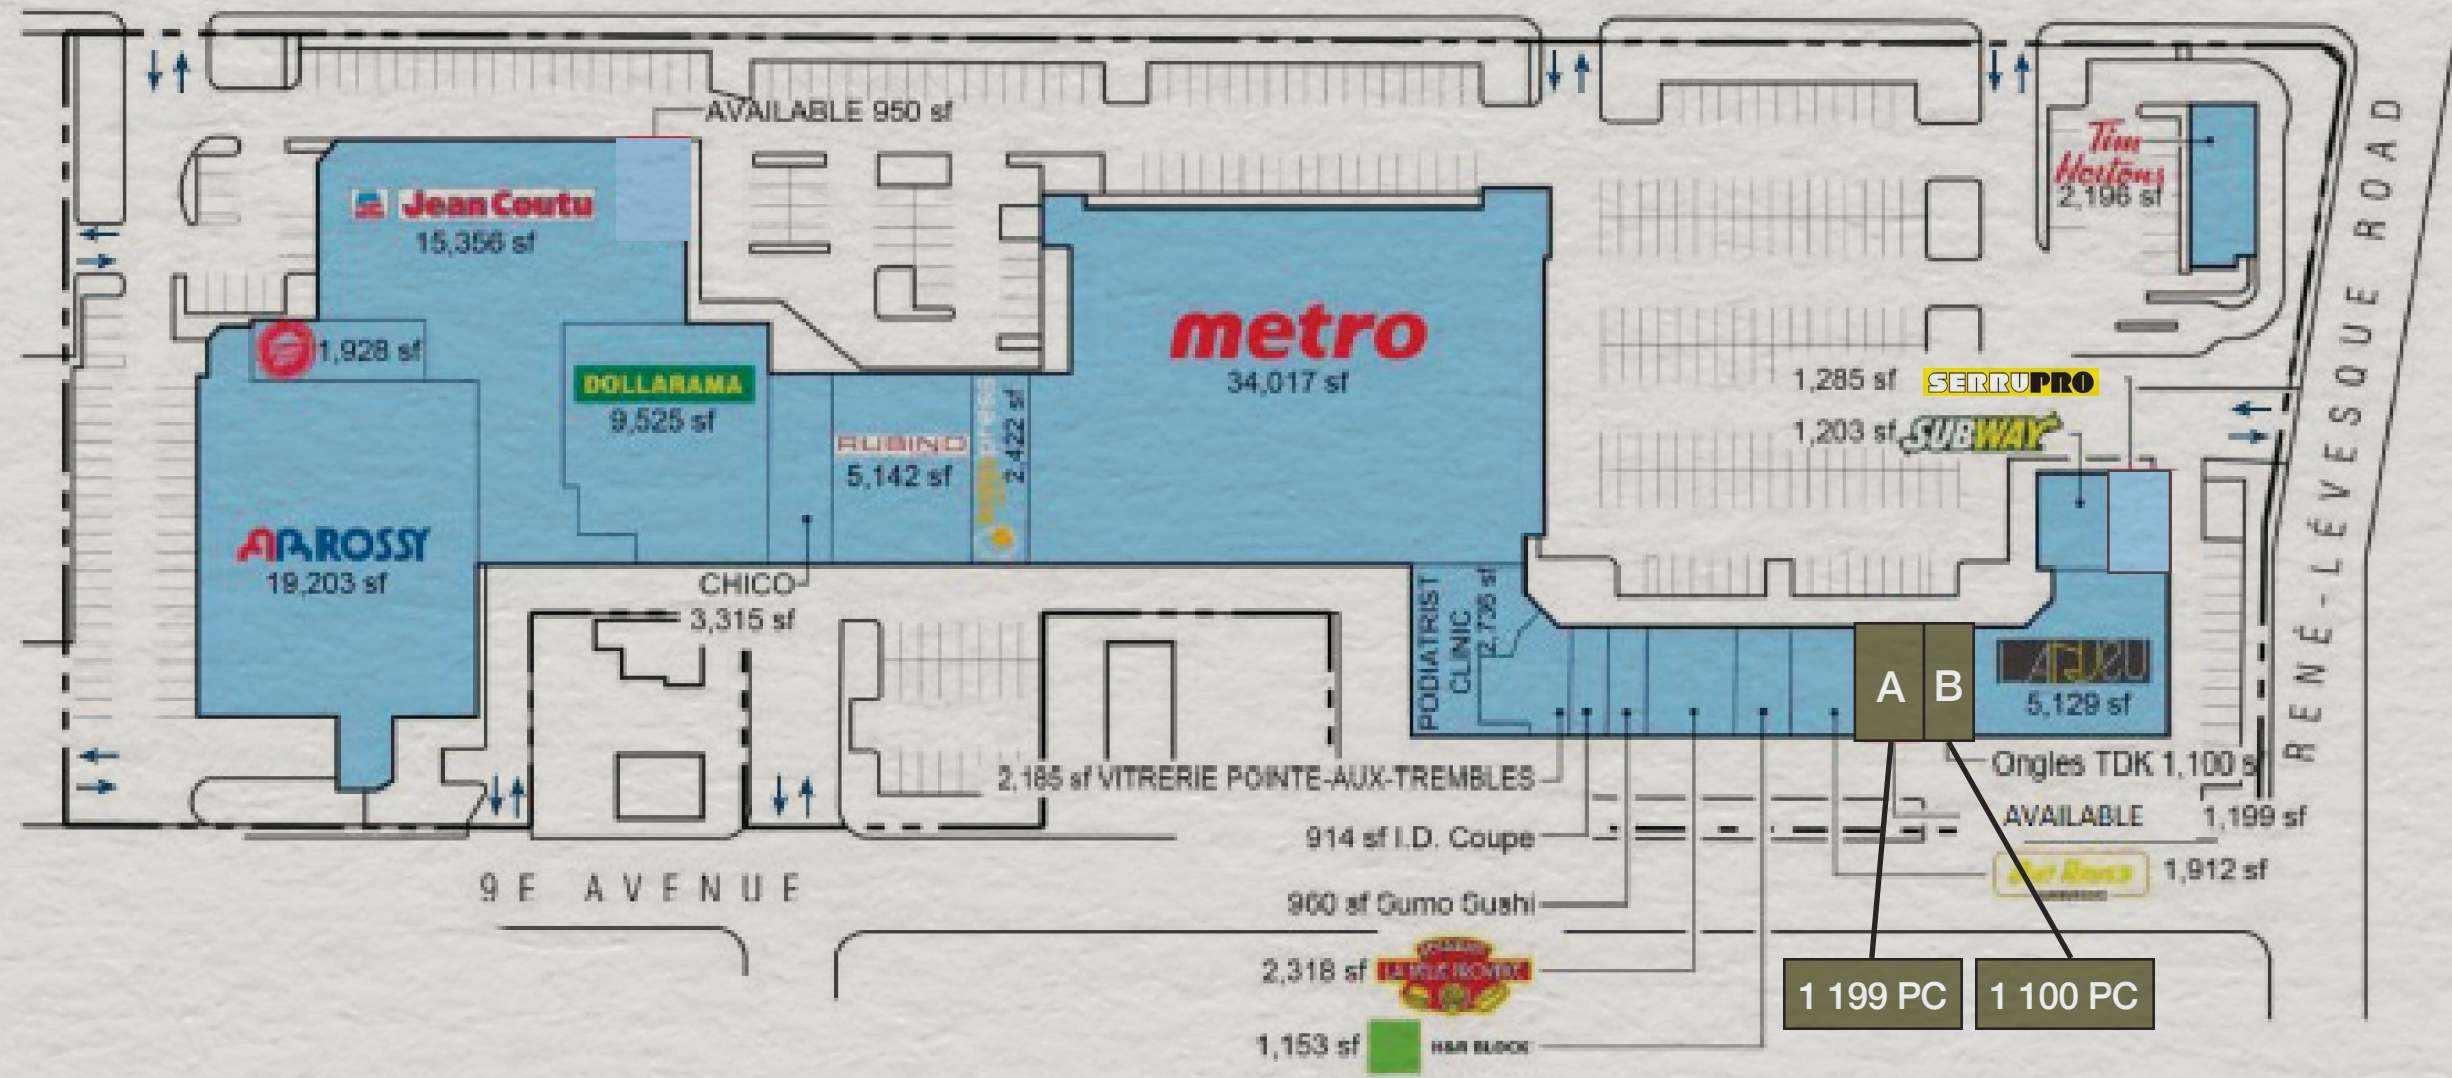 AVAILABLE 950 sf
Jean Coutu
15,356 sf
1,928 sf
DOLLARAMA
9,525 sf
RUBINO
5,142 sf
2,422 sf
metro
34,017 sf
Tim
Hortons
2,196 sf
1,285 sf SERRUPRO
1,203 sf SUBWAY
ROSSY
19,203 sf
CHICO
3,315 sf
PODIATRIST
CLINIC
2,736 sf
A
B
5,129 sf
2,185 sf VITRERIE POINTE-AUX-TREMBLES
Ongles TDK 1,100 s
AVAILABLE 1,199 sf
914 sf I.D. Coupe
1,912 sf
960 sf Sumo Sushi
2,318 sf
1,153 sf H&R BLOCK
1 199 PC
1 100 PC
9E AVENUE
RENÉ-LÉVESQUE ROAD